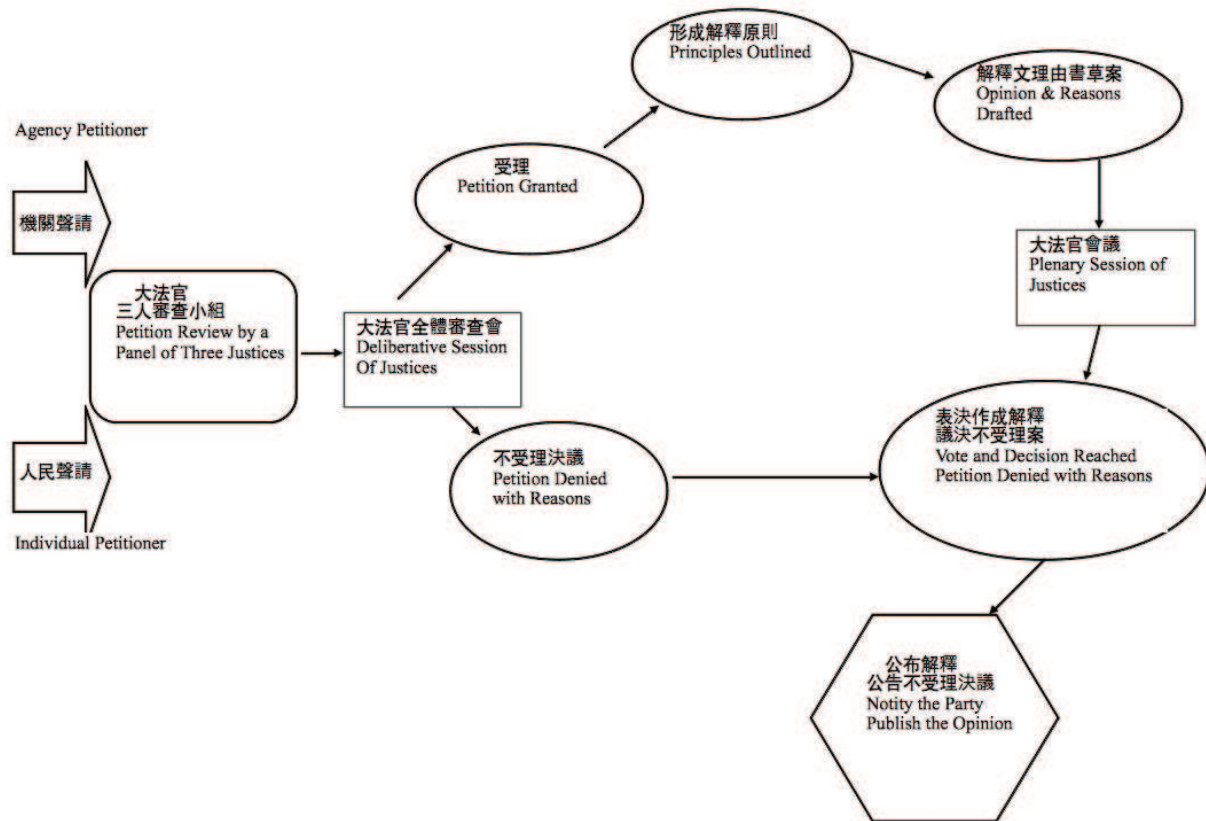 Agency Petitioner
機關聲請
大法官
三人審查小組
Petition Review by a
Panel of Three Justices
人民聲請
Individual Petitioner
大法官全體審查會
Deliberative Session
Of Justices
受理
Petition Granted
形成解釋原則
Principles Outlined
解釋文理由書草案
Opinion & Reasons
Drafted
大法官會議
Plenary Session of
Justices
不受理決議
Petition Denied
with Reasons
表決作成解釋
議決不受理案
Vote and Decision Reached
Petition Denied with Reasons
公布解釋
公告不受理決議
Notity the Party
Publish the Opinion